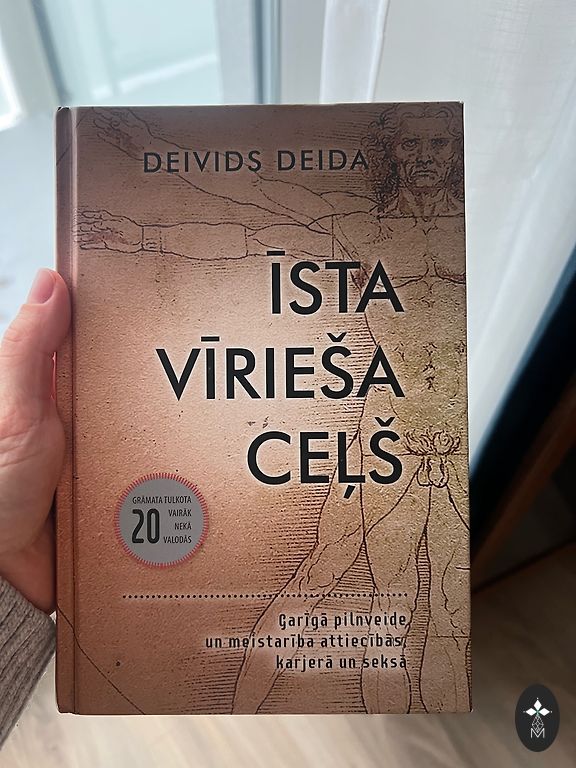 DEIVIDS DEIDA
ĪSTA
VĪRIEŠA
CEĻŠ
GRĀMATA TULKOTA
20 VAIRĀK
NEKĀ
VALODĀS
Garīgā pilnveide
un meistarība attiecībās,
karjerā un seksā
M